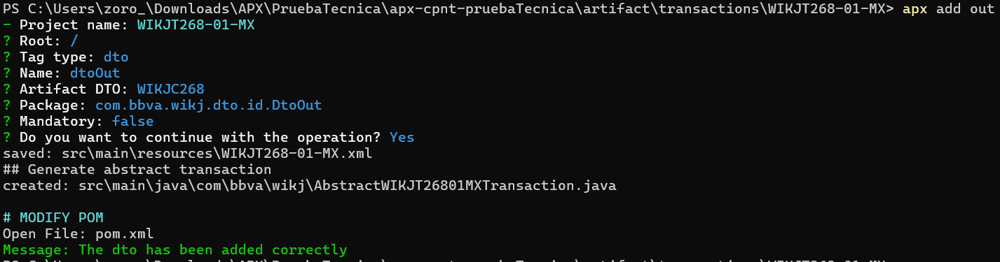 PS C:\Users\zoro_\Downloads\APX\PruebaTecnica\apx-cpnt-pruebaTecnica\artifact\transactions\WIKJT268-01-MX> apx add out
- Project name: WIKJT268-01-MX
? Root: /
? Tag type: dto
? Name: dtoOut
? Artifact DTO: WIKJC268
? Package: com.bbva.wikj.dto.id.DtoOut
? Mandatory: false
? Do you want to continue with the operation? Yes
saved: src\main\resources\WIKJT268-01-MX.xml
## Generate abstract transaction
created: src\main\java\com\bbva\wikj\AbstractWIKJT26801MXTransaction.java
# MODIFY POM
Open File: pom.xml
Message: The dto has been added correctly